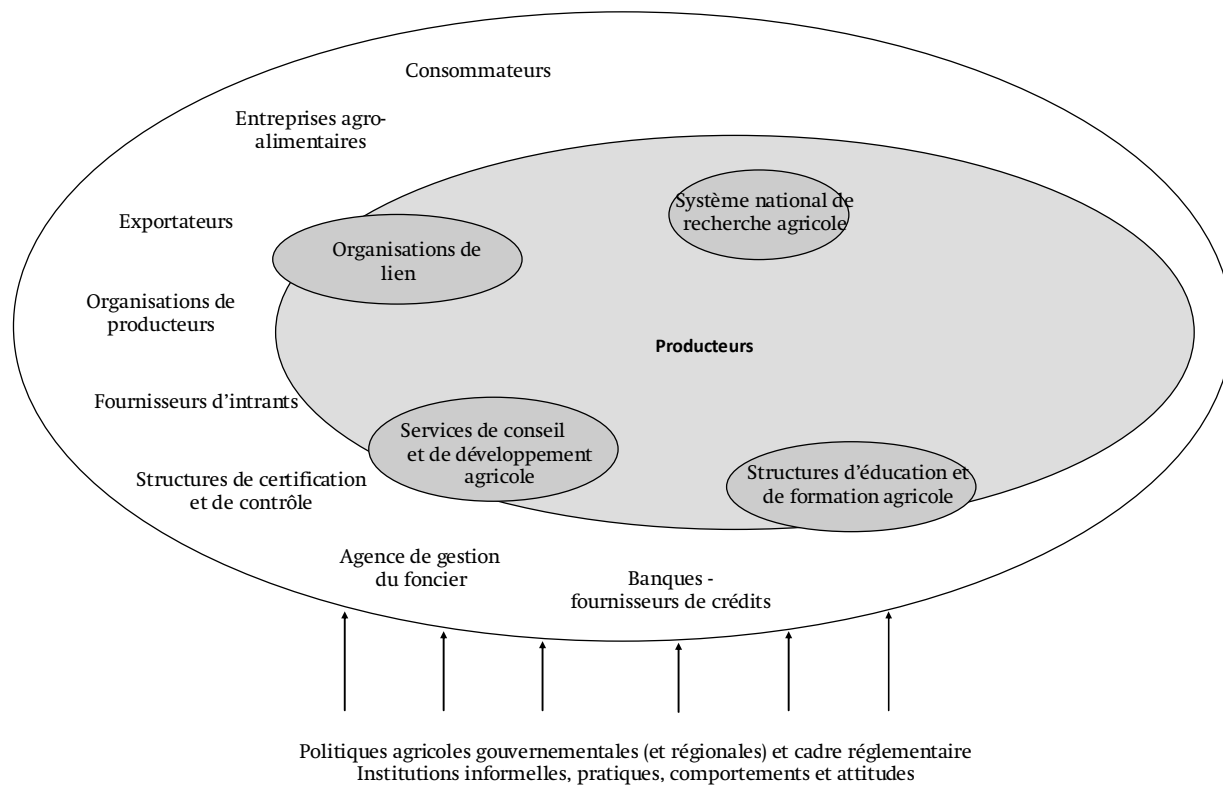 Consommateurs
Entreprises agro-
alimentaires
Système national de
recherche agricole
Exportateurs
Organisations de
lien
Organisations de
producteurs
Producteurs
Fournisseurs d’intrants
Services de conseil
et de développement
agricole
Structures d’éducation et
de formation agricole
Structures de certification
et de contrôle
Agence de gestion
du foncier
Banques -
fournisseurs de crédits
Politiques agricoles gouvernementales (et régionales) et cadre réglementaire
Institutions informelles, pratiques, comportements et attitudes